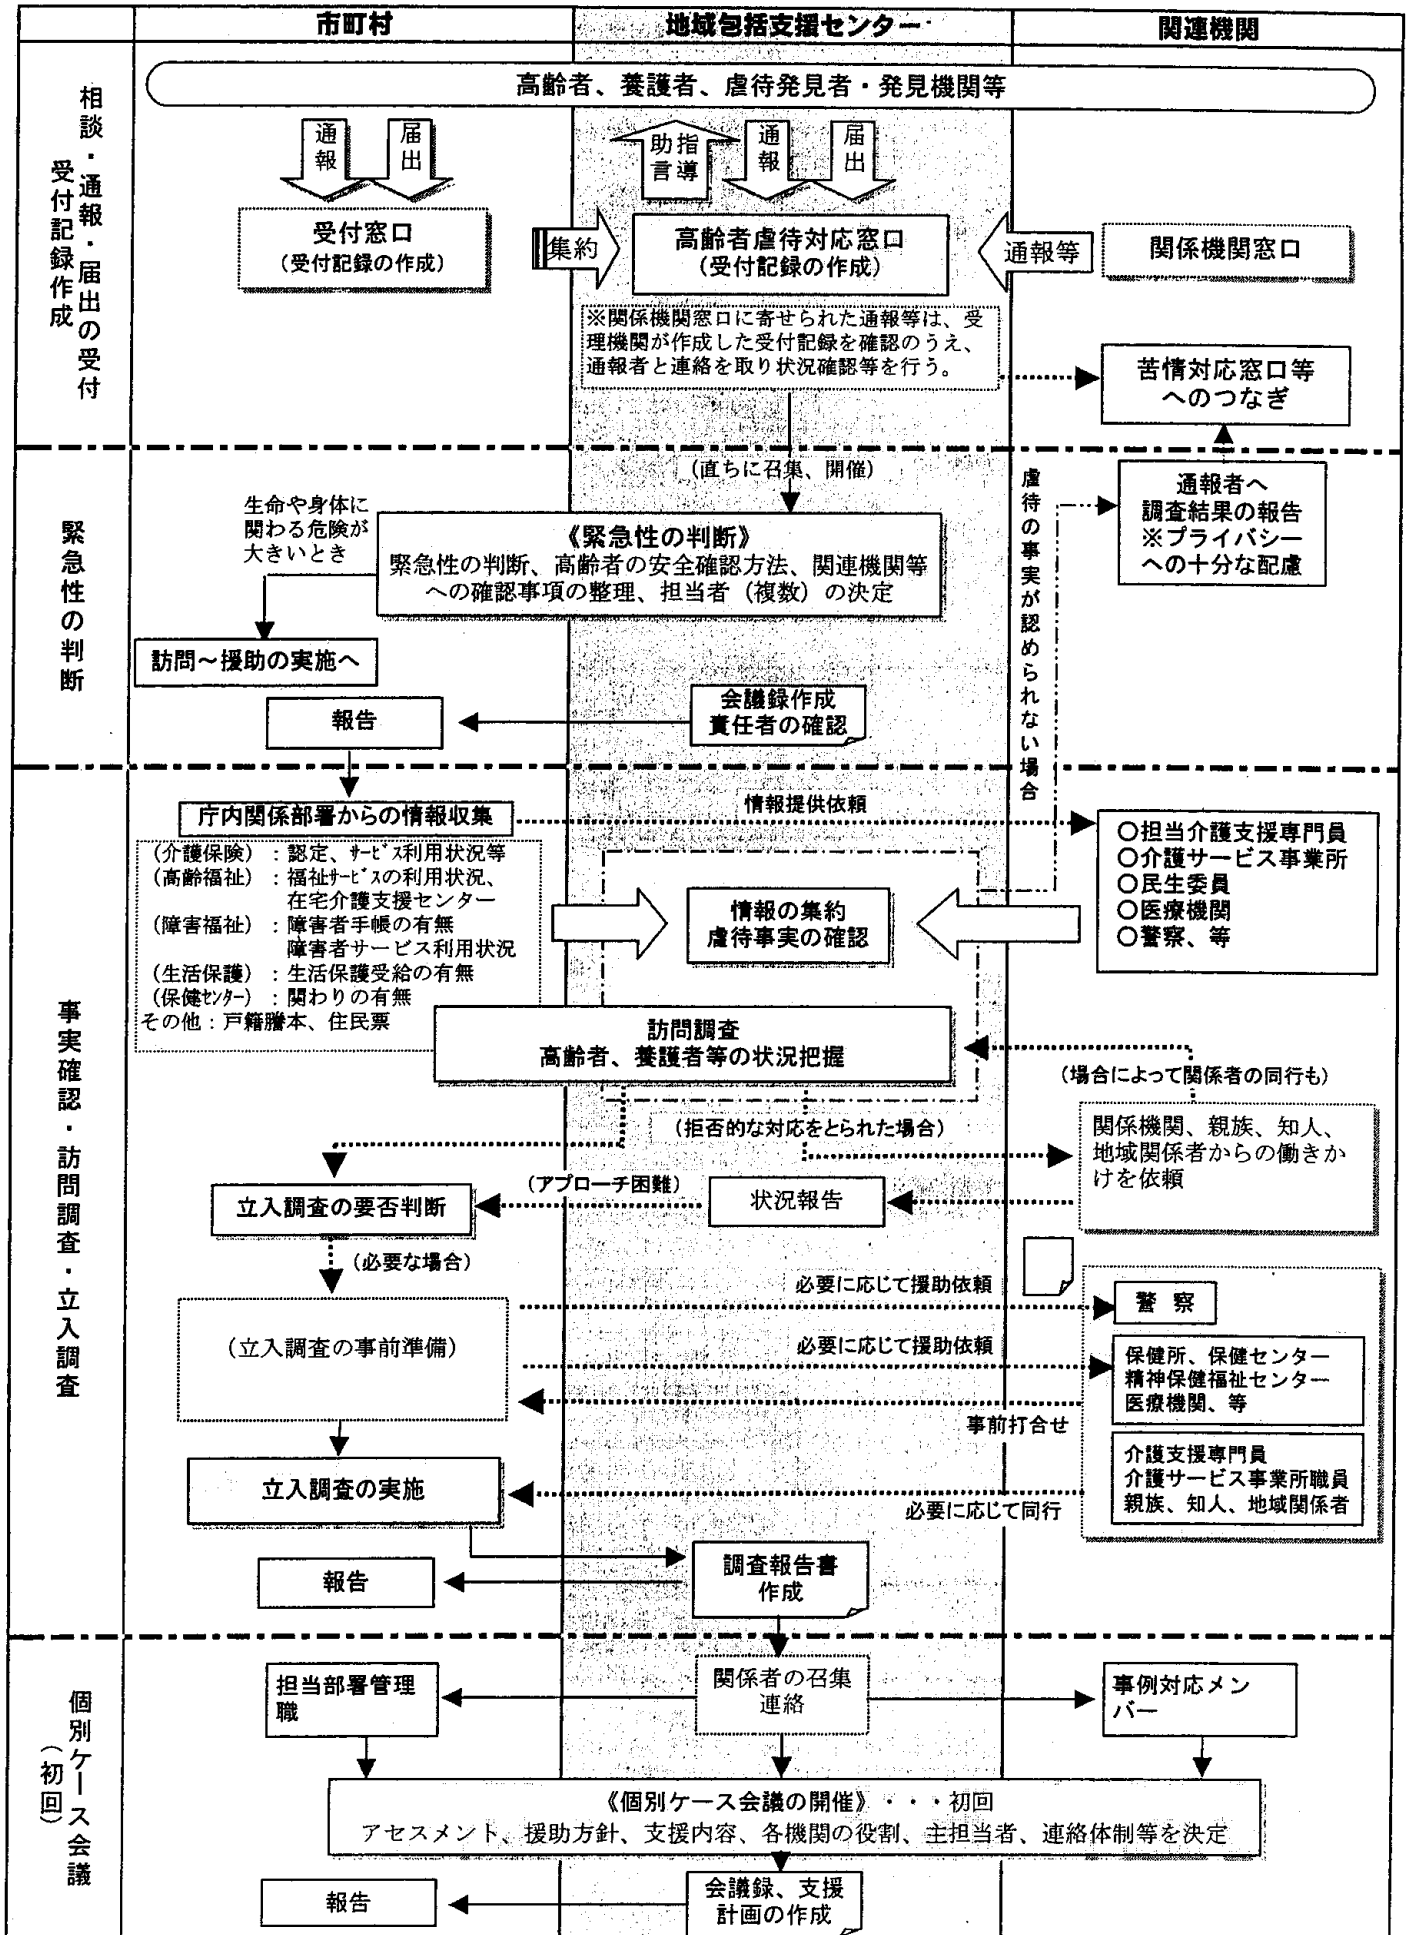 市町村
地域包括支援センター
関連機関
相談・通報・届出の受付
受付記録作成
高齢者、養護者、虐待発見者・発見機関等
通報
届出
助言
指導
通報
届出
受付窓口
(受付記録の作成)
集約
高齢者虐待対応窓口
(受付記録の作成)
通報等
関係機関窓口
※関係機関窓口に寄せられた通報等は、受
理機関が作成した受付記録を確認のうえ、
通報者と連絡を取り状況確認等を行う。
苦情対応窓口等
へのつなぎ
緊急性の判断
(直ちに召集、開催)
生命や身体に
関わる危険が
大きいとき
《緊急性の判断》
緊急性の判断、高齢者の安全確認方法、関連機関等
への確認事項の整理、担当者（複数）の決定
虐待の事実が認められない場合
通報者へ
調査結果の報告
※プライバシー
への十分な配慮
訪問～援助の実施へ
報告
会議録作成
責任者の確認
事実確認・訪問調査・立入調査
庁内関係部署からの情報収集
情報提供依頼
(介護保険)：認定、ｻｰﾋﾞｽ利用状況等
(高齢福祉)：福祉ｻｰﾋﾞｽの利用状況、
在宅介護支援センター
(障害福祉)：障害者手帳の有無
障害者サービス利用状況
(生活保護)：生活保護受給の有無
(保健ｾﾝﾀｰ)：関わりの有無
その他：戸籍謄本、住民票
情報の集約
虐待事実の確認
○担当介護支援専門員
○介護サービス事業所
○民生委員
○医療機関
○警察、等
訪問調査
高齢者、養護者等の状況把握
(場合によって関係者の同行も)
(拒否的な対応をとられた場合)
関係機関、親族、知人、
地域関係者からの働きか
けを依頼
(アプローチ困難)
立入調査の要否判断
状況報告
(必要な場合)
必要に応じて援助依頼
警 察
(立入調査の事前準備)
必要に応じて援助依頼
保健所、保健センター
精神保健福祉センター
医療機関、等
事前打合せ
介護支援専門員
介護サービス事業所職員
親族、知人、地域関係者
立入調査の実施
必要に応じて同行
調査報告書
作成
報告
個別ケース会議
（初回）
担当部署管理
職
関係者の召集
連絡
事例対応メン
バー
《個別ケース会議の開催》・・・初回
アセスメント、援助方針、支援内容、各機関の役割、主担当者、連絡体制等を決定
報告
会議録、支援
計画の作成